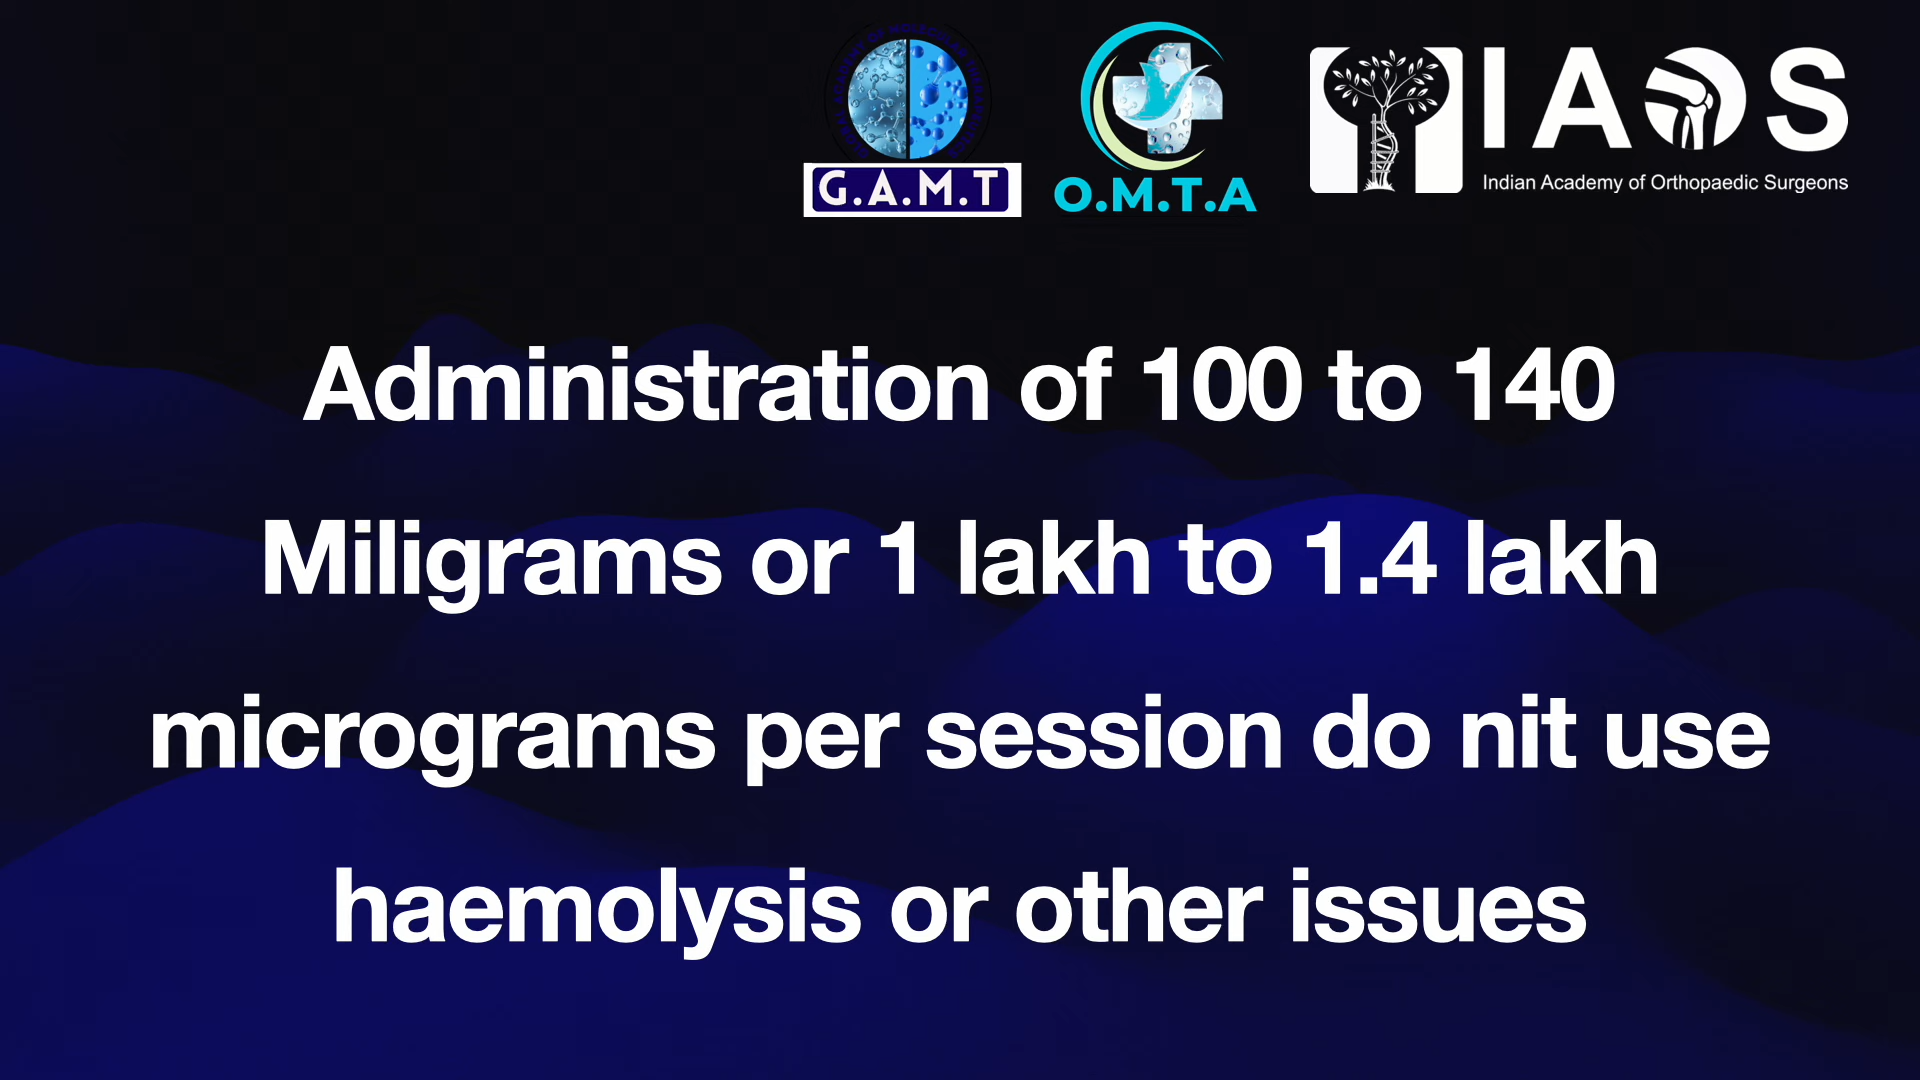 G.A.M.T
O.M.T.A
IAOS
Indian Academy of Orthopaedic Surgeons
Administration of 100 to 140
Miligrams or 1 lakh to 1.4 lakh
micrograms per session do nit use
haemolysis or other issues